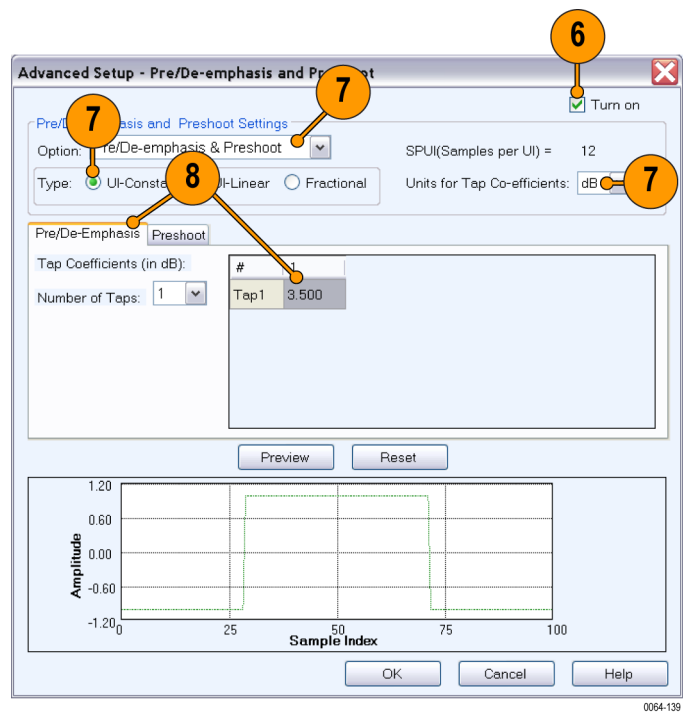 6
Advanced Setup - Pre/De-emphasis and Pr t
7
Turn on
7
Pre/D asis and Preshoot Settings
Option: re/De-emphasis & Preshoot
SPUI(Samples per UI) = 12
8
7
Type: UI-Consta UI-Linear Fractional
Units for Tap Co-efficients: dB
Pre/De-Emphasis Preshoot
Tap Coefficients (in dB):
# 1
Number of Taps: 1
Tap1 3.500
8
Preview Reset
1.20
0.60
0.00
-0.60
-1.20
Amplitude
0 25 50 75 100
Sample Index
OK Cancel Help
0064-139